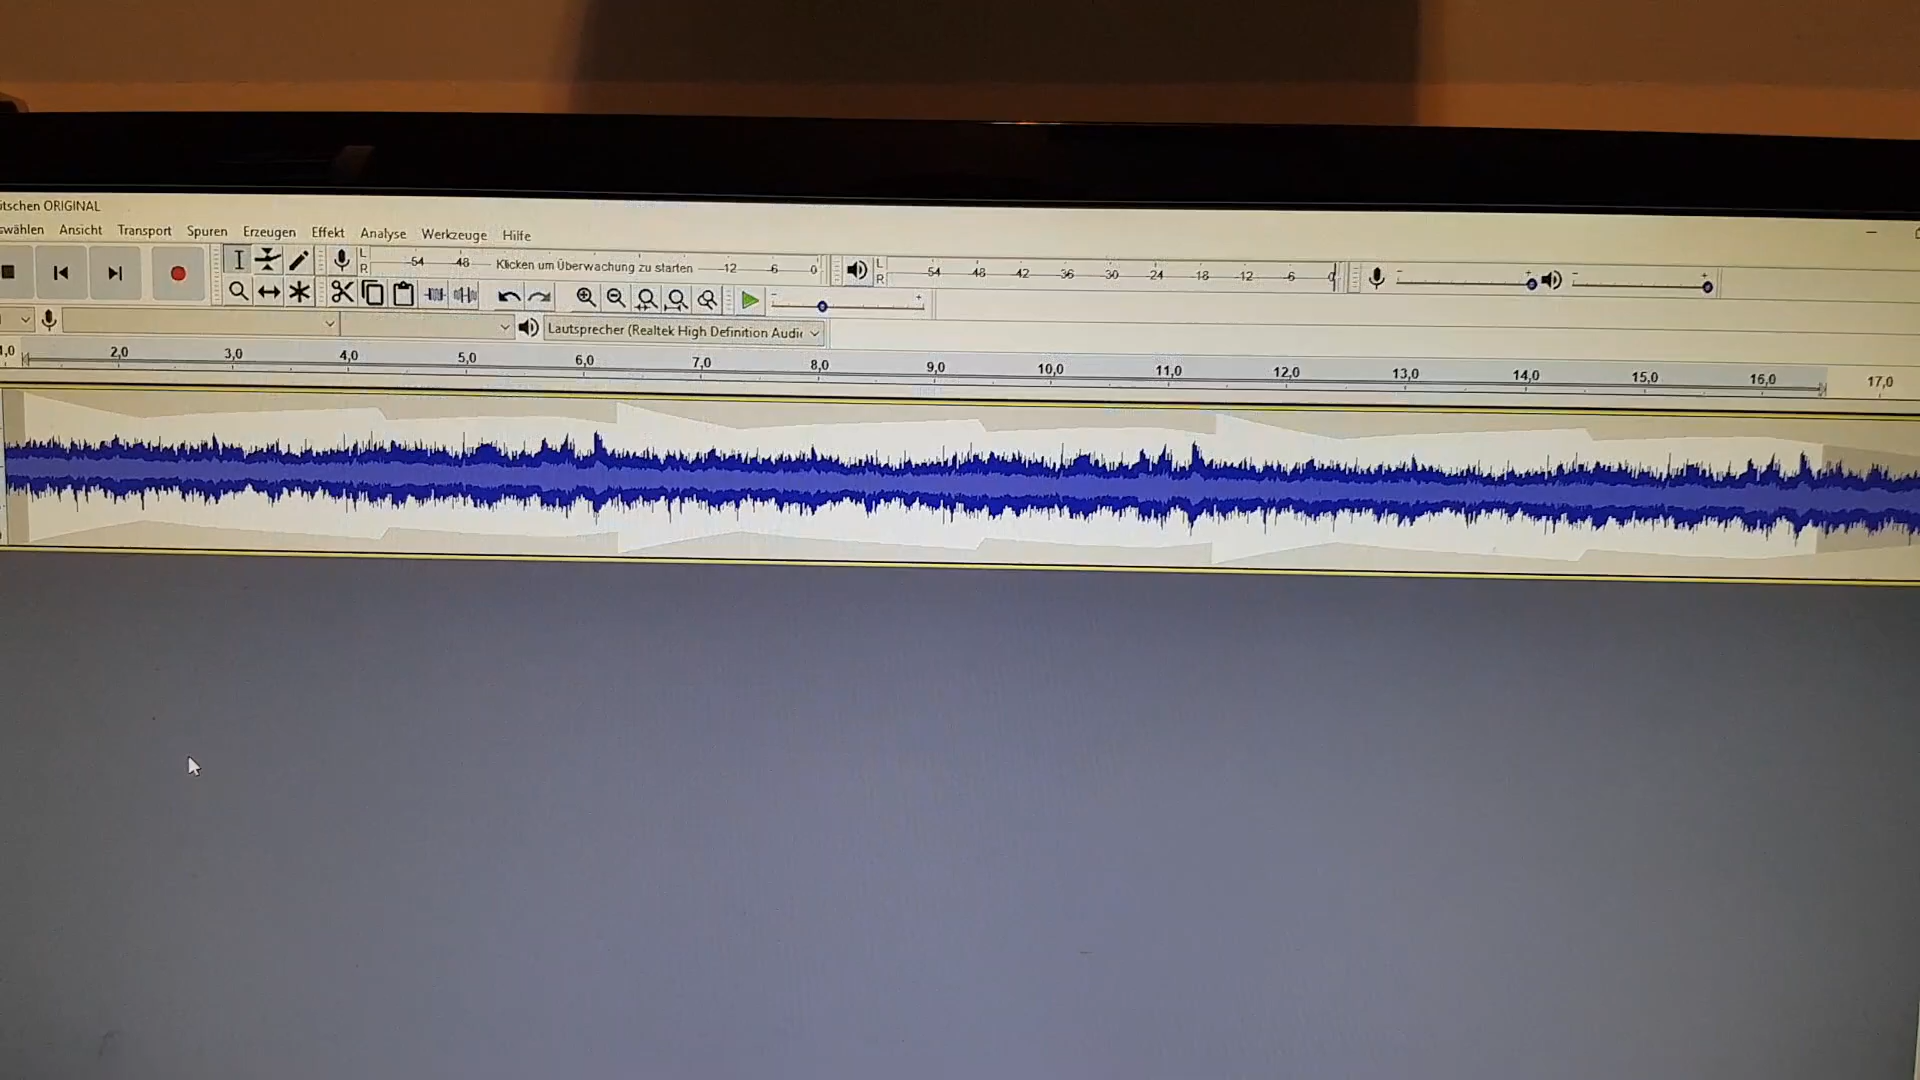 itschen ORIGINAL
swählen Ansicht Transport Spuren Erzeugen Effekt Analyse Werkzeuge Hilfe
L -54 -48 Klicken um Überwachung zu starten -12 -6 0 L -54 -48 -42 -36 -30 -24 -18 -12 -6 0
R R
Lautsprecher (Realtek High Definition Audi
1,0 2,0 3,0 4,0 5,0 6,0 7,0 8,0 9,0 10,0 11,0 12,0 13,0 14,0 15,0 16,0 17,0